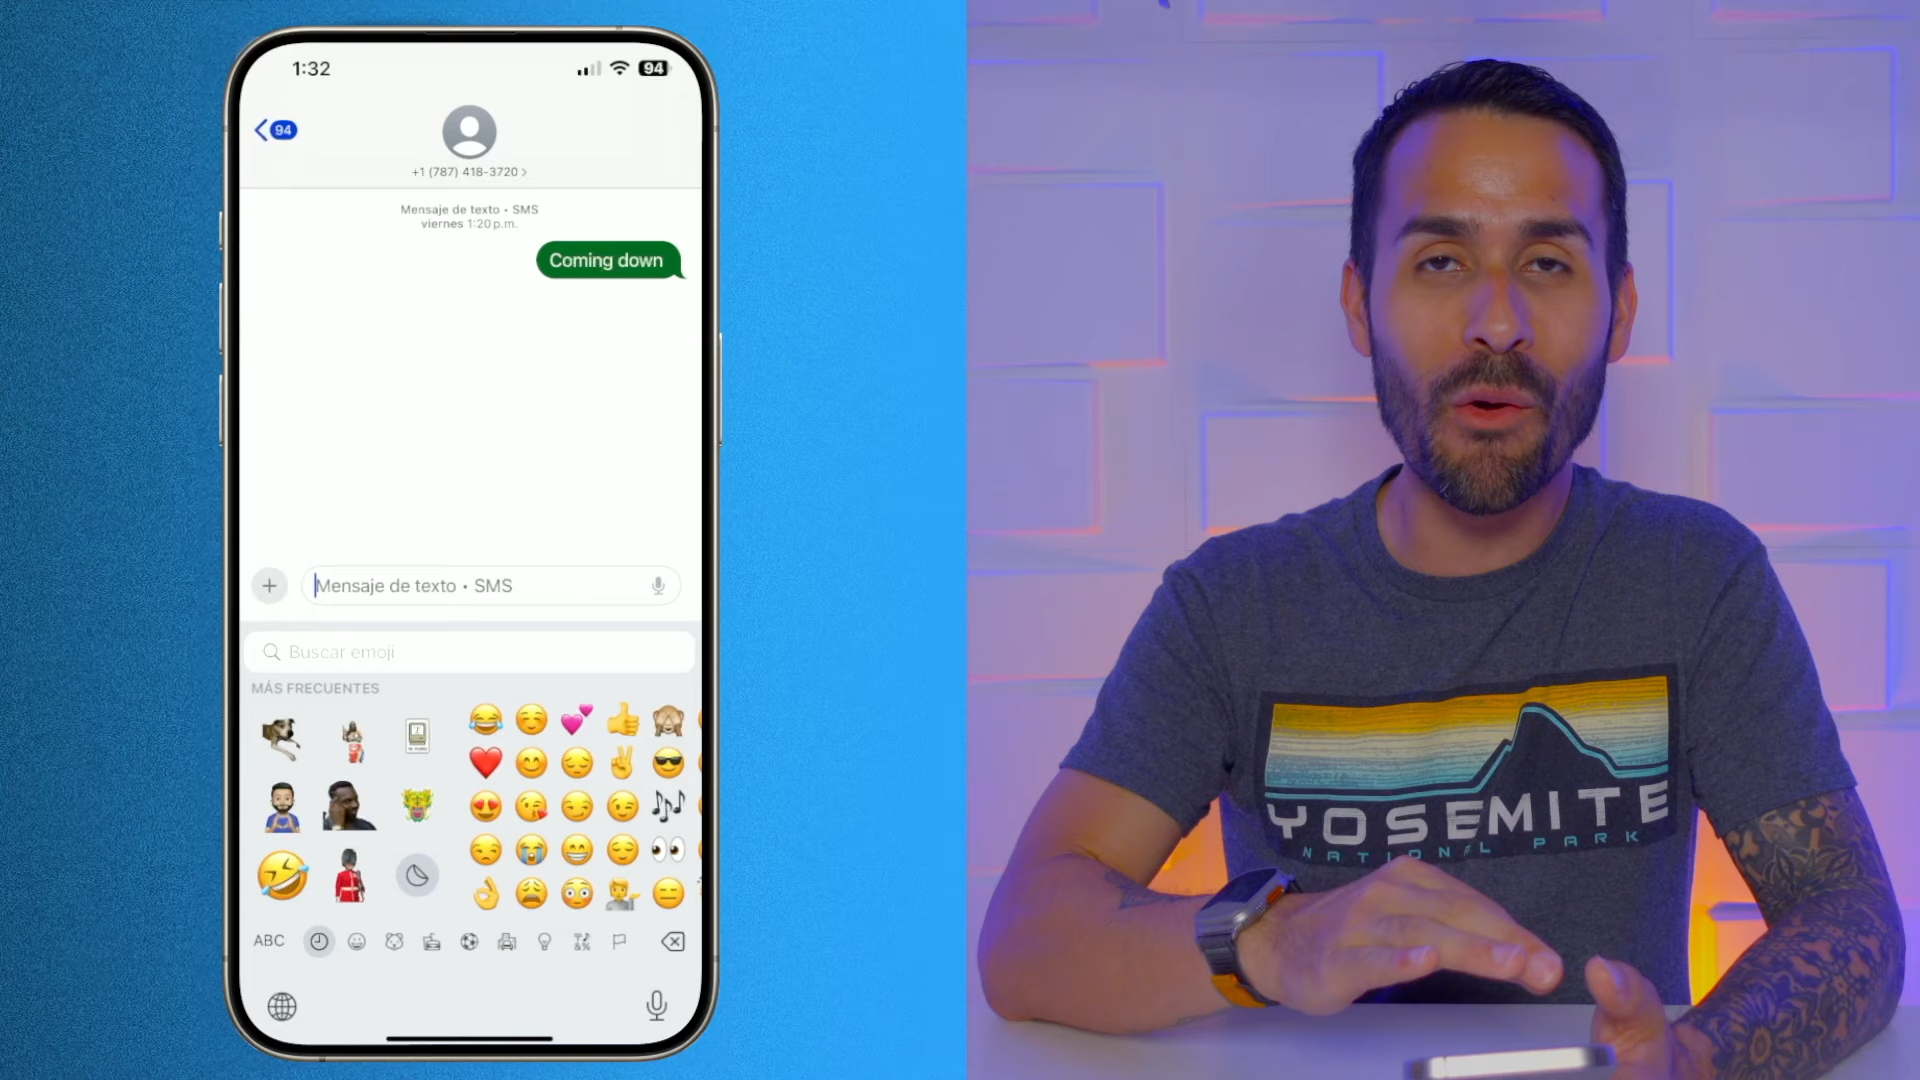 1:32
94
94
+1 (787) 418-3720 >
Mensaje de texto • SMS
viernes 1:20 p.m.
Coming down
Mensaje de texto • SMS
Buscar emoji
MÁS FRECUENTES
ABC
YOSEMITE
NATIONAL PARK